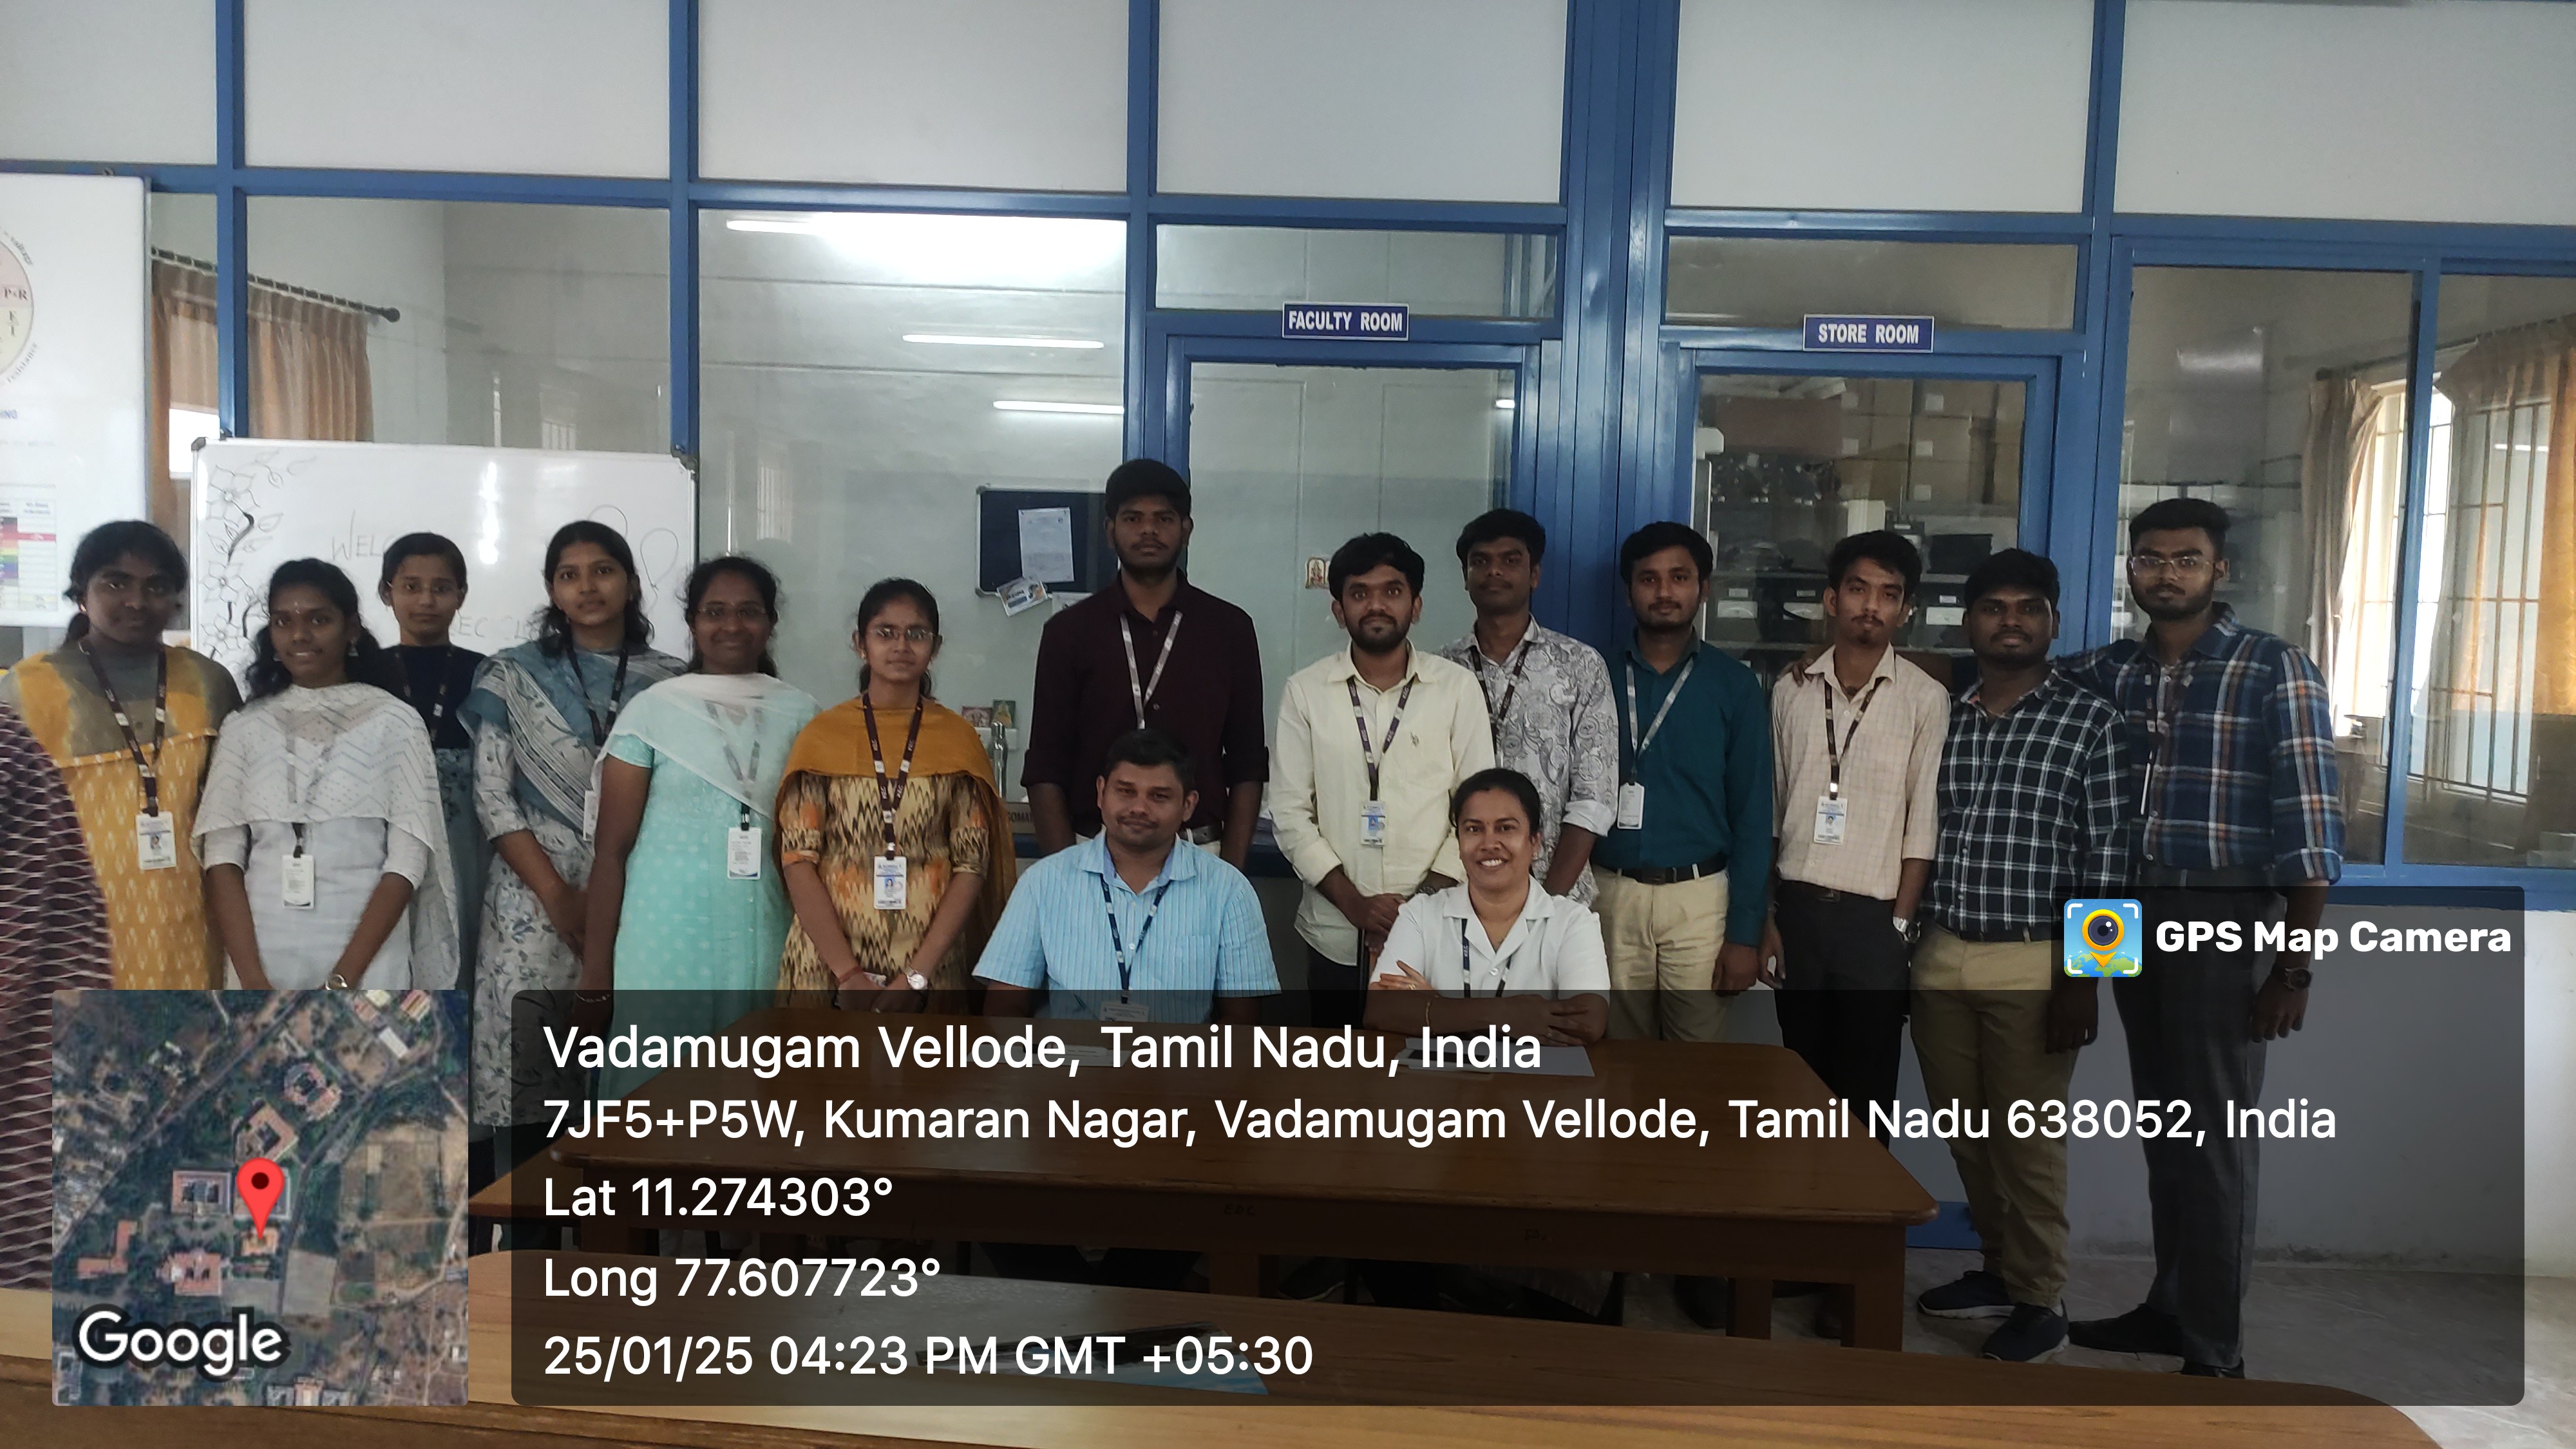 P+R
FACULTY ROOM
STORE ROOM
WELC
GPS Map Camera
Vadamugam Vellode, Tamil Nadu, India
7JF5+P5W, Kumaran Nagar, Vadamugam Vellode, Tamil Nadu 638052, India
Lat 11.274303°
Long 77.607723°
25/01/25 04:23 PM GMT +05:30
Google